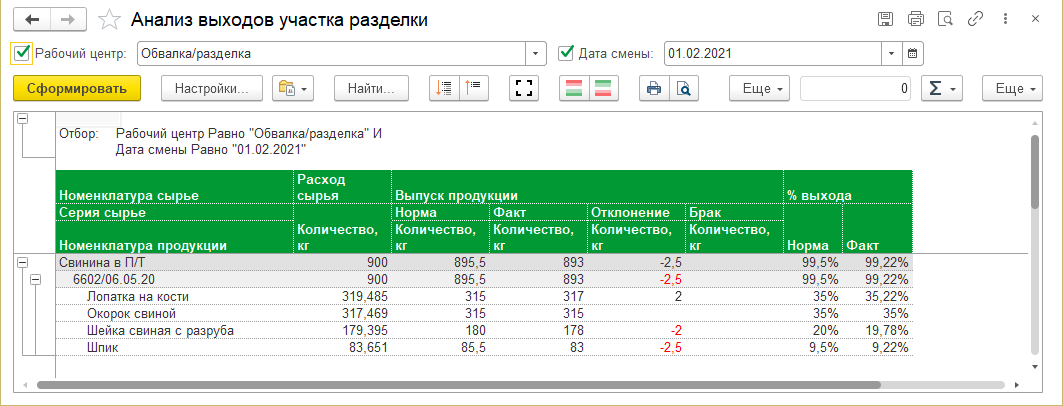 Анализ выходов участка разделки
Рабочий центр: Обвалка/разделка Дата смены: 01.02.2021
Сформировать Настройки... Найти... Еще 0 Σ Еще
Отбор: Рабочий центр Равно "Обвалка/разделка" И
Дата смены Равно "01.02.2021"
Номенклатура сырье Расход сырья Выпуск продукции % выхода
Серия сырье Норма Факт Отклонение Брак
Номенклатура продукции Количество, кг Количество, кг Количество, кг Количество, кг Количество, кг Норма Факт
Свинина в П/Т 900 895,5 893 -2,5 99,5% 99,22%
6602/06.05.20 900 895,5 893 -2,5 99,5% 99,22%
Лопатка на кости 319,485 315 317 2 35% 35,22%
Окорок свиной 317,469 315 315 35% 35%
Шейка свиная с разруба 179,395 180 178 -2 20% 19,78%
Шпик 83,651 85,5 83 -2,5 9,5% 9,22%